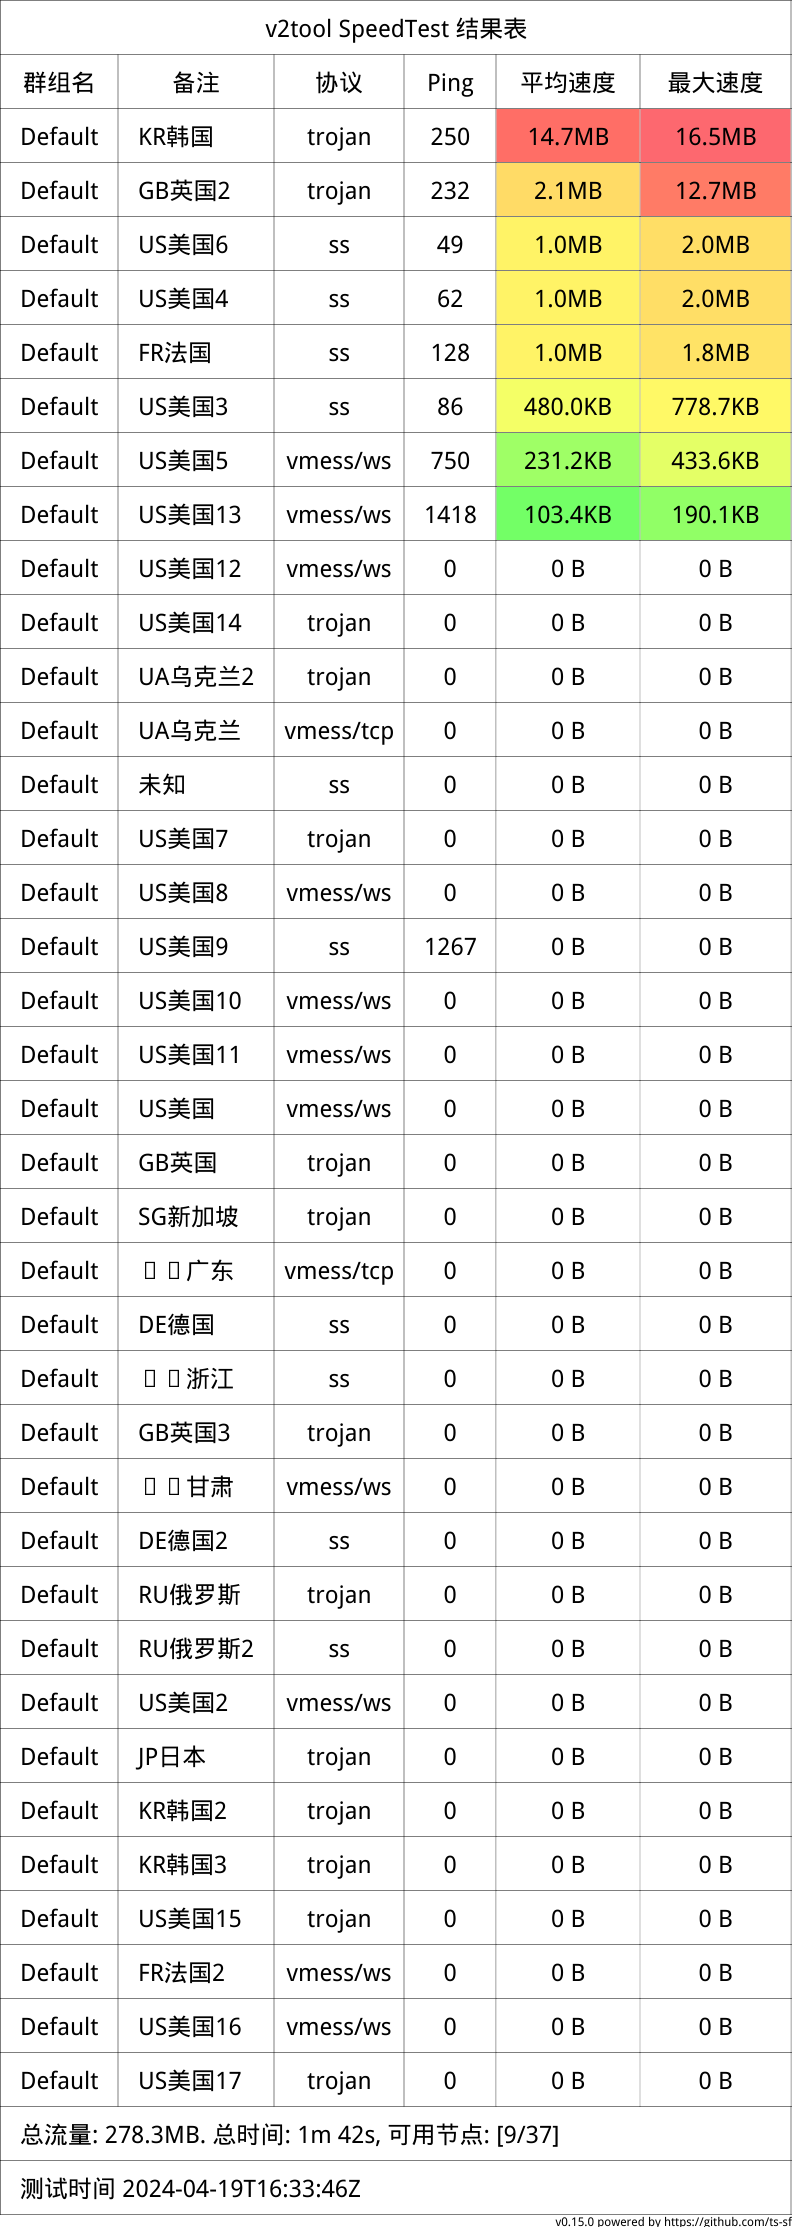 v2tool SpeedTest 结果表
群组名 备注 协议 Ping 平均速度 最大速度
Default KR韩国 trojan 250 14.7MB 16.5MB
Default GB英国2 trojan 232 2.1MB 12.7MB
Default US美国6 ss 49 1.0MB 2.0MB
Default US美国4 ss 62 1.0MB 2.0MB
Default FR法国 ss 128 1.0MB 1.8MB
Default US美国3 ss 86 480.0KB 778.7KB
Default US美国5 vmess/ws 750 231.2KB 433.6KB
Default US美国13 vmess/ws 1418 103.4KB 190.1KB
Default US美国12 vmess/ws 0 0 B 0 B
Default US美国14 trojan 0 0 B 0 B
Default UA乌克兰2 trojan 0 0 B 0 B
Default UA乌克兰 vmess/tcp 0 0 B 0 B
Default 未知 ss 0 0 B 0 B
Default US美国7 trojan 0 0 B 0 B
Default US美国8 vmess/ws 0 0 B 0 B
Default US美国9 ss 1267 0 B 0 B
Default US美国10 vmess/ws 0 0 B 0 B
Default US美国11 vmess/ws 0 0 B 0 B
Default US美国 vmess/ws 0 0 B 0 B
Default GB英国 trojan 0 0 B 0 B
Default SG新加坡 trojan 0 0 B 0 B
Default 广东 vmess/tcp 0 0 B 0 B
Default DE德国 ss 0 0 B 0 B
Default 浙江 ss 0 0 B 0 B
Default GB英国3 trojan 0 0 B 0 B
Default 甘肃 vmess/ws 0 0 B 0 B
Default DE德国2 ss 0 0 B 0 B
Default RU俄罗斯 trojan 0 0 B 0 B
Default RU俄罗斯2 ss 0 0 B 0 B
Default US美国2 vmess/ws 0 0 B 0 B
Default JP日本 trojan 0 0 B 0 B
Default KR韩国2 trojan 0 0 B 0 B
Default KR韩国3 trojan 0 0 B 0 B
Default US美国15 trojan 0 0 B 0 B
Default FR法国2 vmess/ws 0 0 B 0 B
Default US美国16 vmess/ws 0 0 B 0 B
Default US美国17 trojan 0 0 B 0 B
总流量: 278.3MB. 总时间: 1m 42s, 可用节点: [9/37]
测试时间 2024-04-19T16:33:46Z
v0.15.0 powered by https://github.com/ts-sf